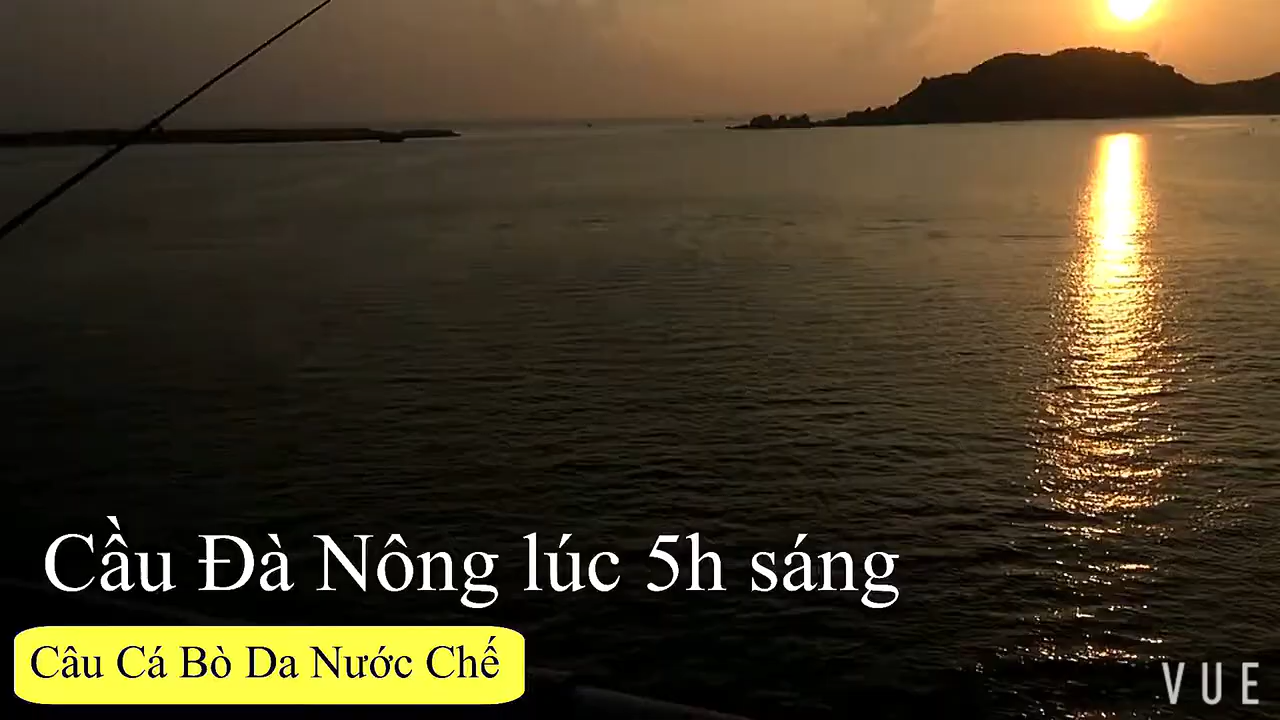 Cầu Đà Nông lúc 5h sáng
Câu Cá Bò Da Nước Chế
VUE